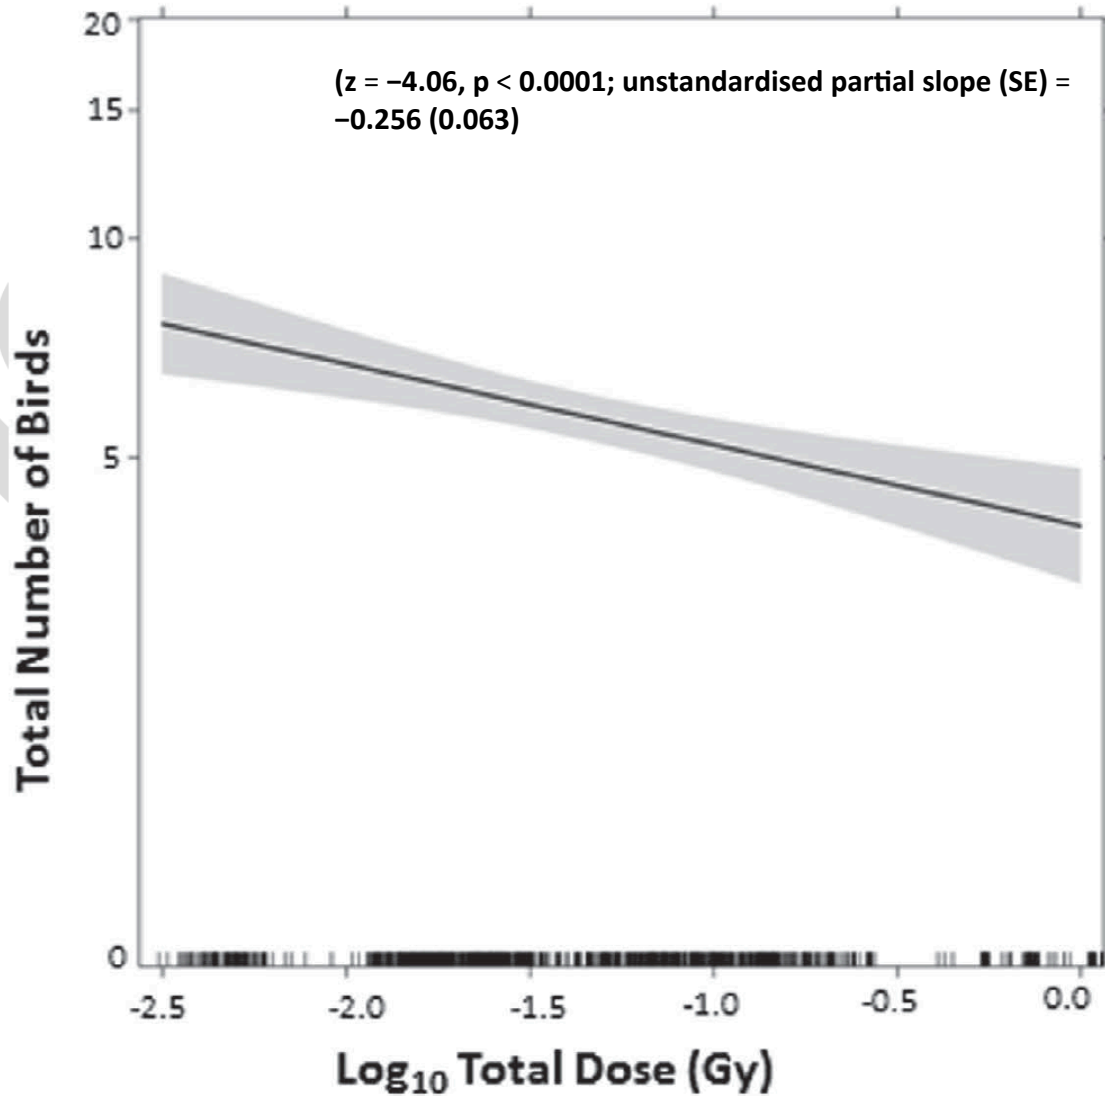 20
(z = −4.06, p < 0.0001; unstandardised partial slope (SE) =
15
−0.256 (0.063)
10
Total Number of Birds
5
0
-2.5 -2.0 -1.5 -1.0 -0.5 0.0
Log₁₀ Total Dose (Gy)